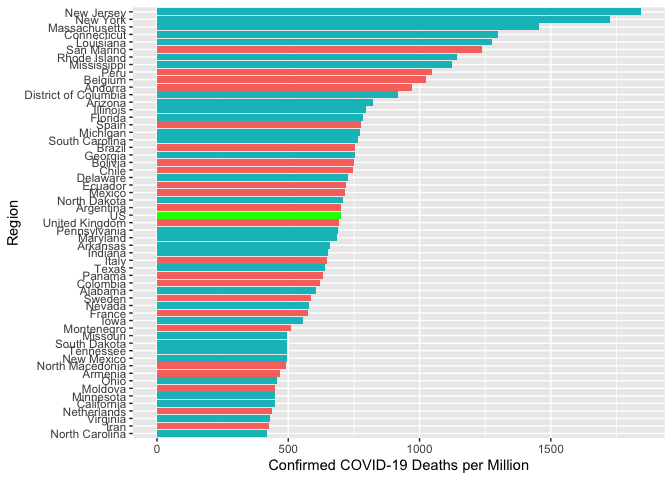 New Jersey
New York
Massachusetts
Connecticut
Louisiana
San Marino
Rhode Island
Mississippi
Peru
Belgium
Andorra
District of Columbia
Arizona
Illinois
Florida
Spain
Michigan
South Carolina
Brazil
Georgia
Bolivia
Chile
Delaware
Ecuador
Mexico
North Dakota
Argentina
US
United Kingdom
Pennsylvania
Maryland
Arkansas
Indiana
Italy
Texas
Panama
Colombia
Alabama
Sweden
Nevada
France
Iowa
Montenegro
Missouri
South Dakota
Tennessee
New Mexico
North Macedonia
Armenia
Ohio
Moldova
Minnesota
California
Netherlands
Virginia
Iran
North Carolina
Region
0 500 1000 1500
Confirmed COVID-19 Deaths per Million